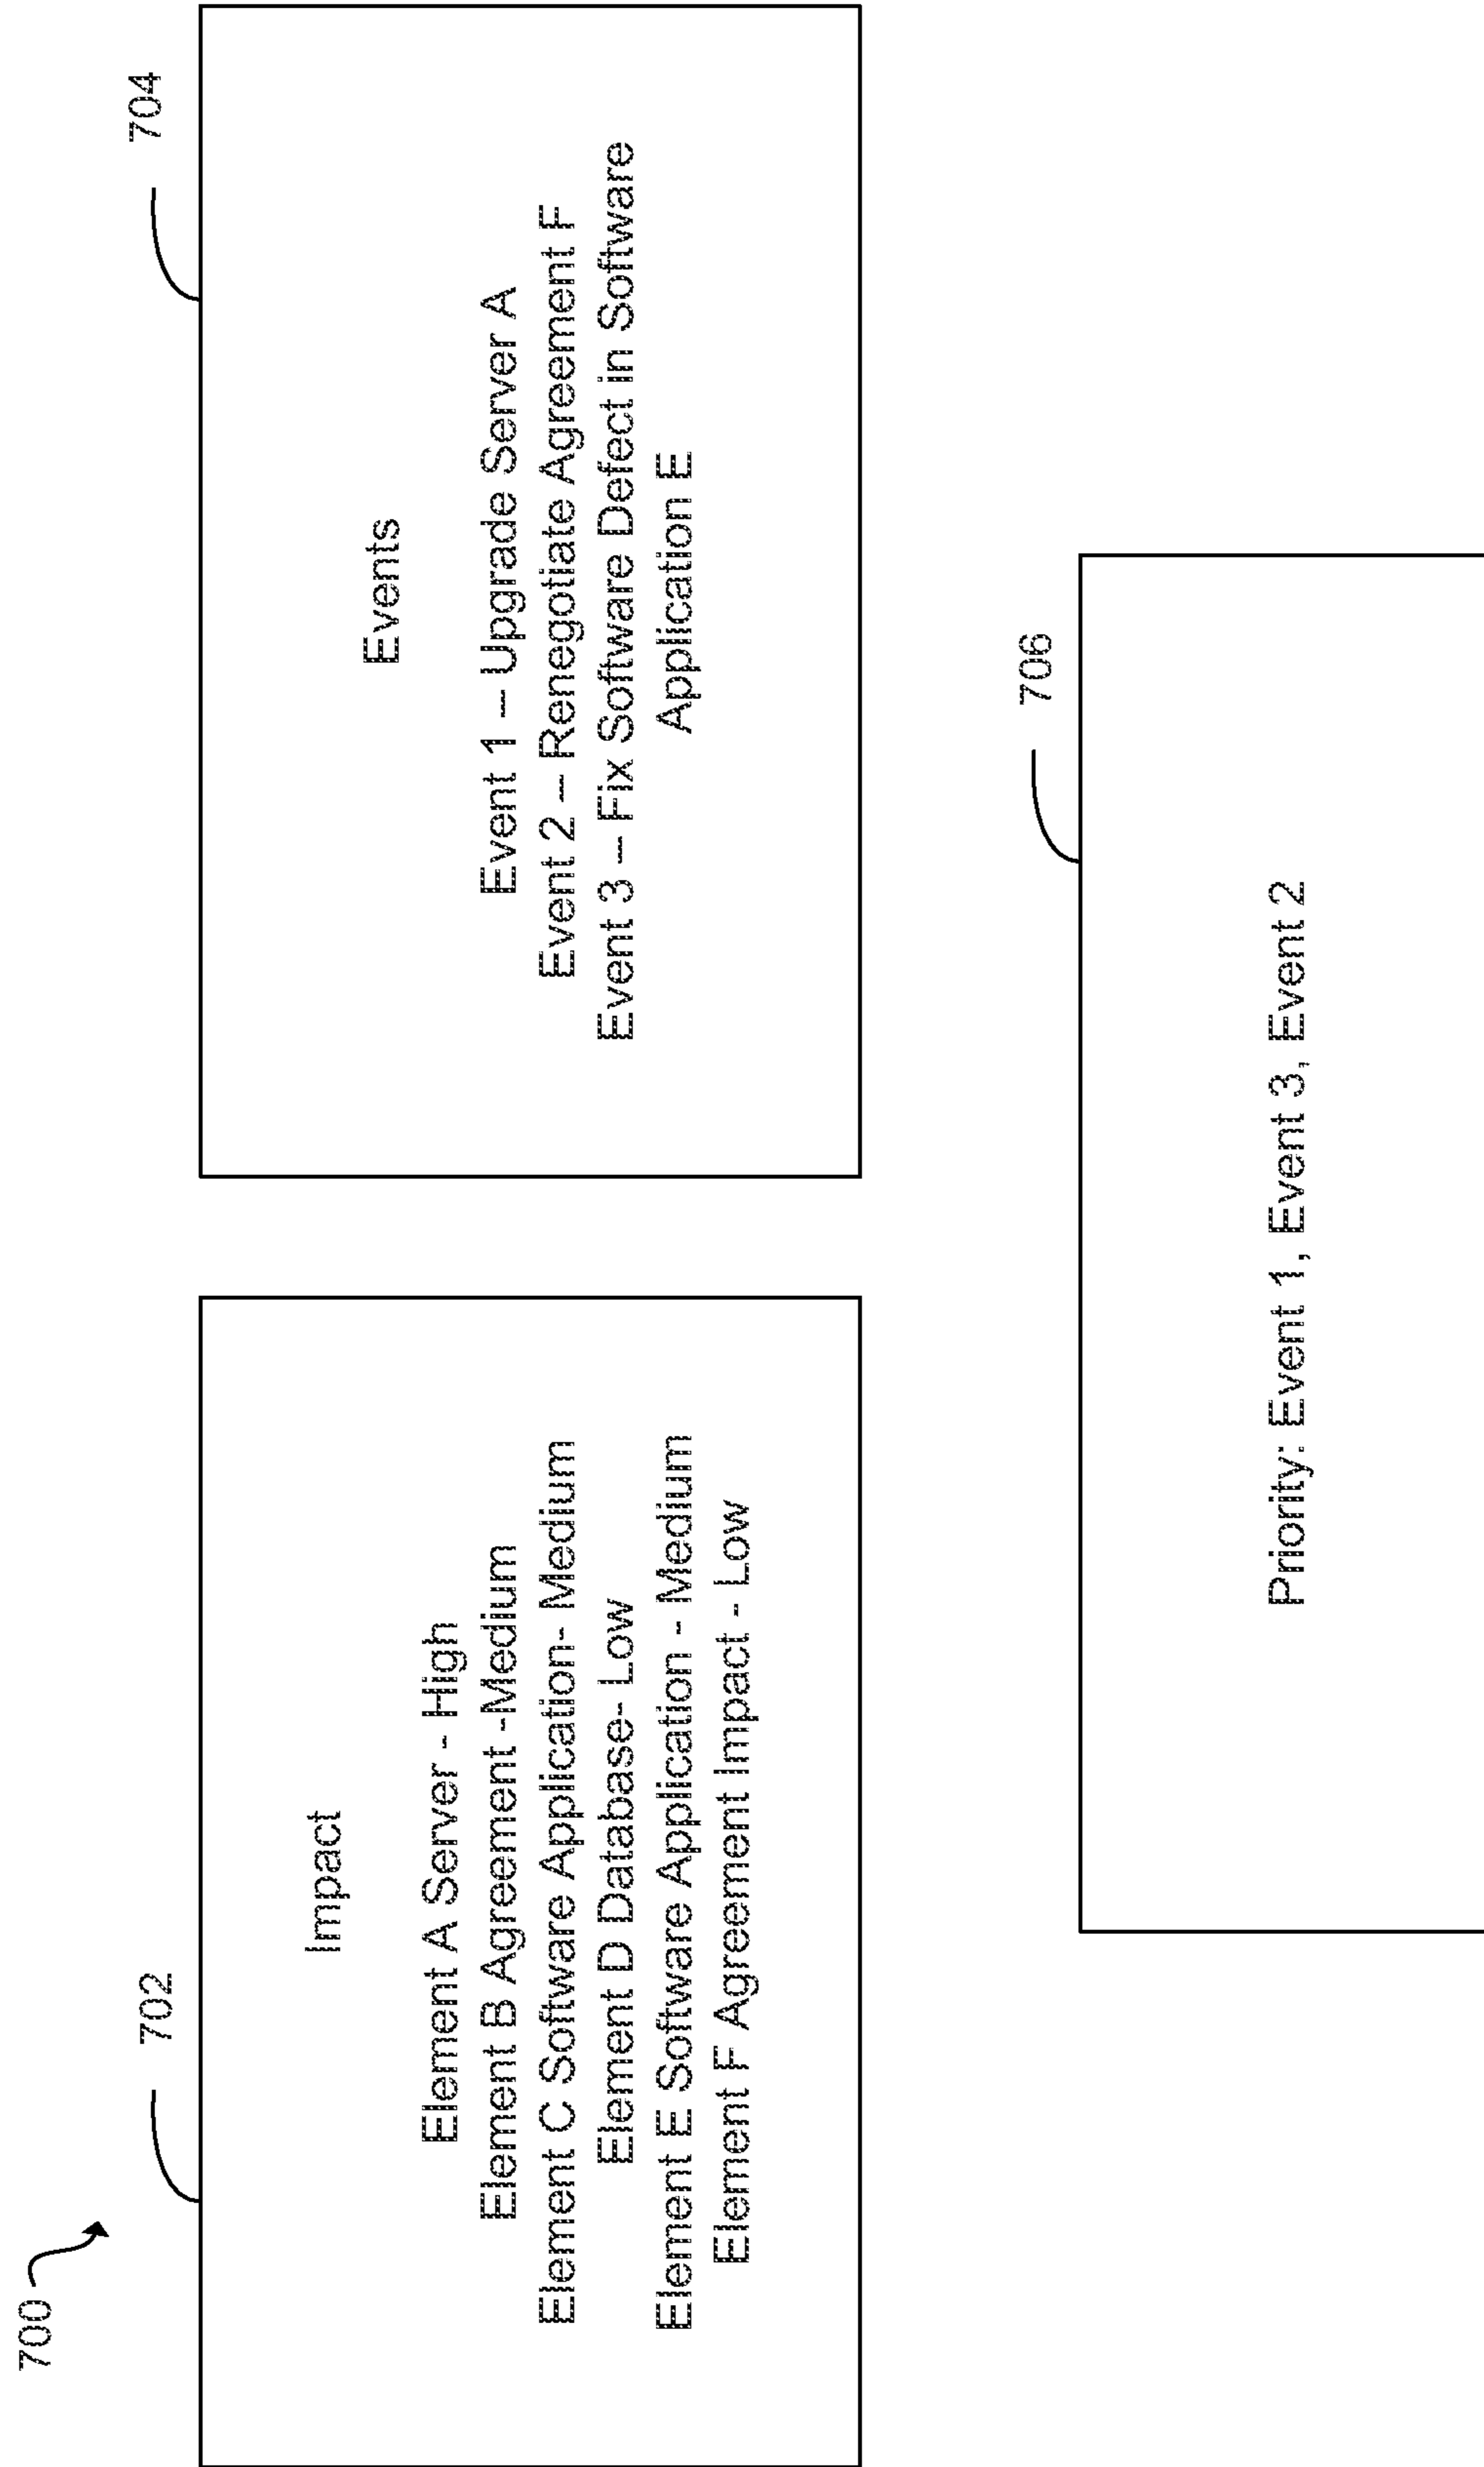 700
702
Impact
Element A Server - High
Element B Agreement -Medium
Element C Software Application- Medium
Element D Database- Low
Element E Software Application - Medium
Element F Agreement Impact - Low
704
Events
Event 1 – Upgrade Server A
Event 2 – Renegotiate Agreement F
Event 3 – Fix Software Defect in Software
Application E
706
Priority: Event 1, Event 3, Event 2